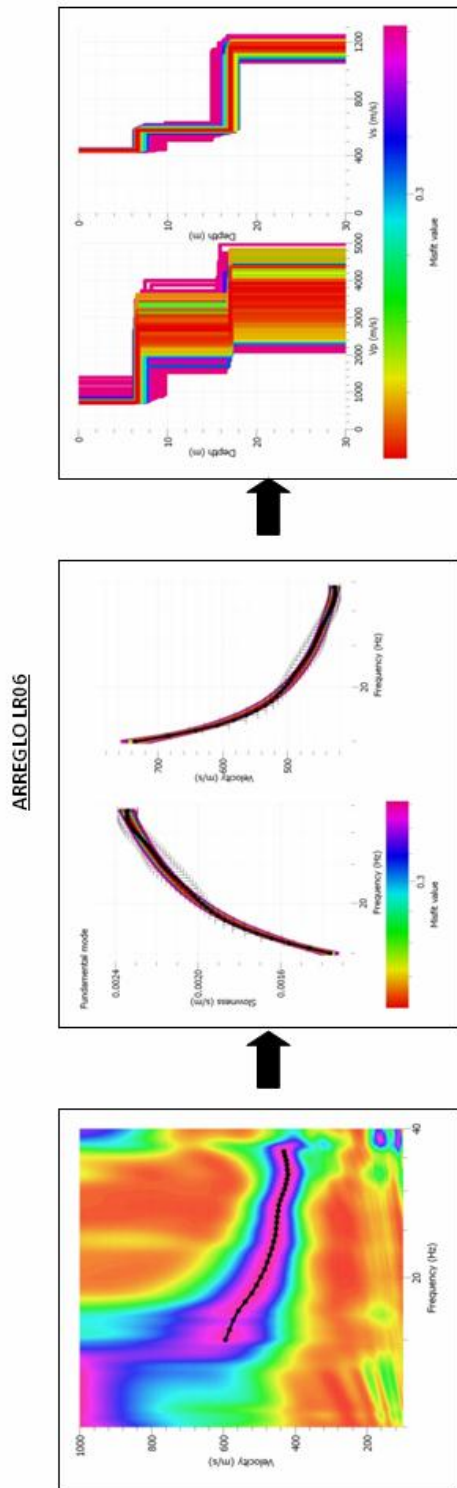 ARREGLO LR06
1000
800
600
400
200
Velocity (m/s)
20
40
Frequency (Hz)
Fundamental mode
0.0024
0.0020
0.0016
Slowness (s/m)
20
Frequency (Hz)
700
600
500
Velocity (m/s)
20
Frequency (Hz)
0.3
Misfit value
0
10
20
30
Depth (m)
0
1000
2000
3000
4000
5000
Vp (m/s)
0
10
20
30
Depth (m)
0
400
800
1200
Vs (m/s)
0.3
Misfit value